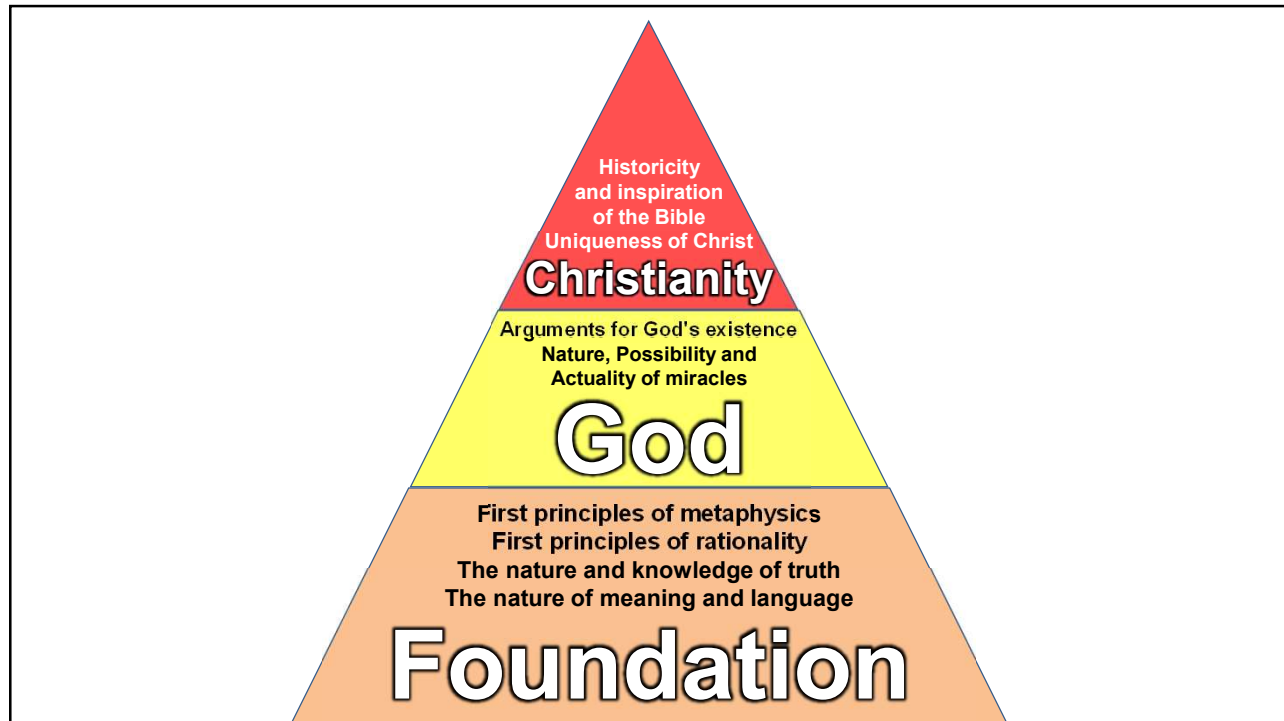 Historicity
and inspiration
of the Bible
Uniqueness of Christ
Christianity
Arguments for God's existence
Nature, Possibility and
Actuality of miracles
God
First principles of metaphysics
First principles of rationality
The nature and knowledge of truth
The nature of meaning and language
Foundation